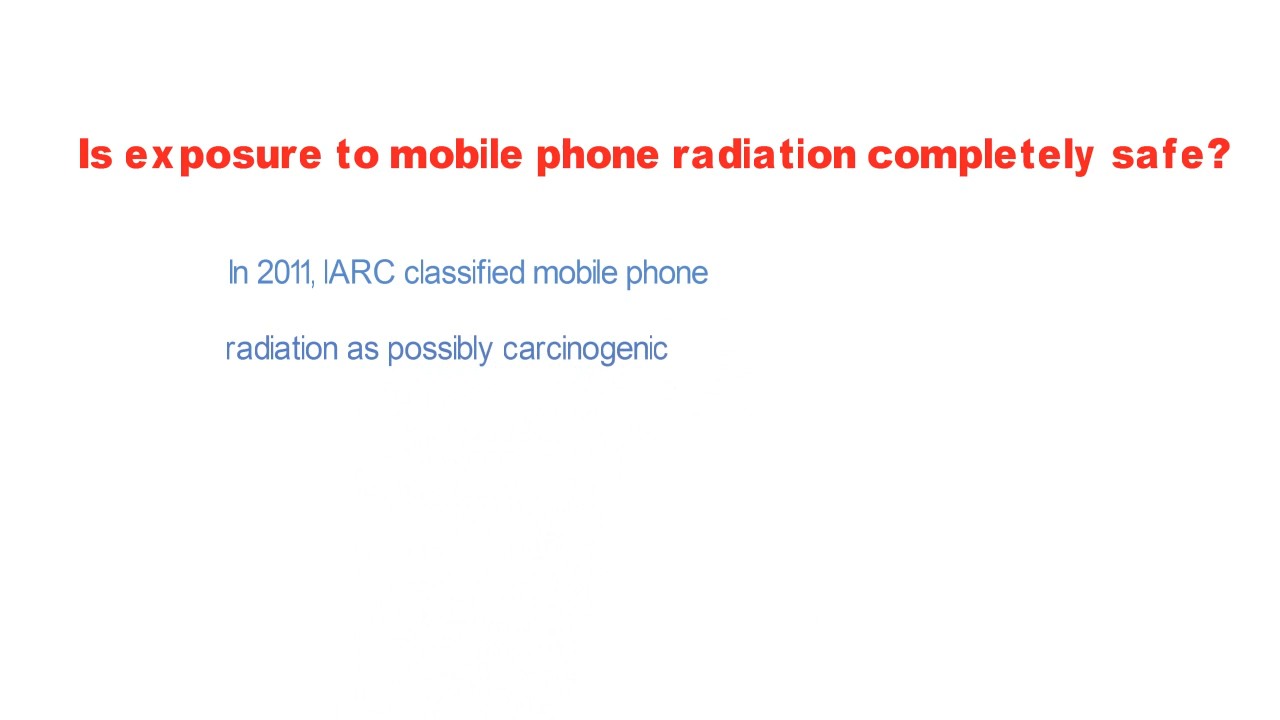 Is exposure to mobile phone radiation completely safe?
In 2011, IARC classified mobile phone
radiation as possibly carcinogenic